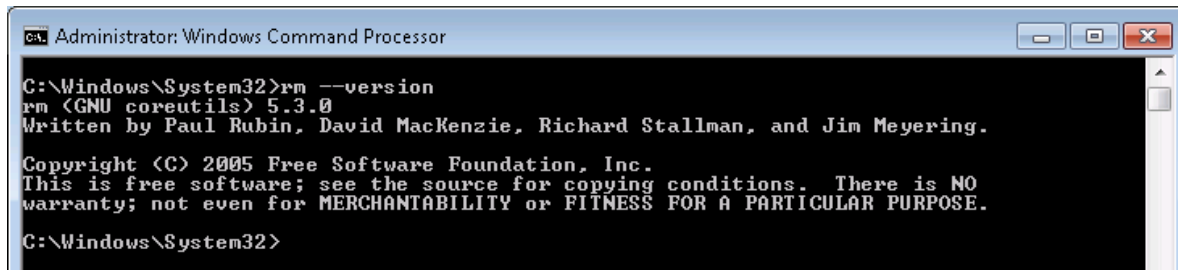 Administrator: Windows Command Processor
C:\Windows\System32>rm --version
rm (GNU coreutils) 5.3.0
Written by Paul Rubin, David MacKenzie, Richard Stallman, and Jim Meyering.
Copyright (C) 2005 Free Software Foundation, Inc.
This is free software; see the source for copying conditions.  There is NO
warranty; not even for MERCHANTABILITY or FITNESS FOR A PARTICULAR PURPOSE.
C:\Windows\System32>